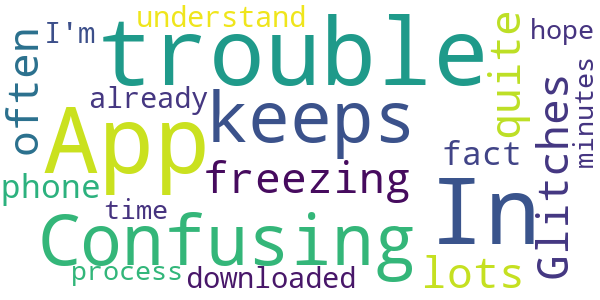 understand
I'm
hope
trouble
often
quite
already
keeps
App
minutes
Glitches
fact
freezing
phone
In
time
Confusing
process
downloaded
lots